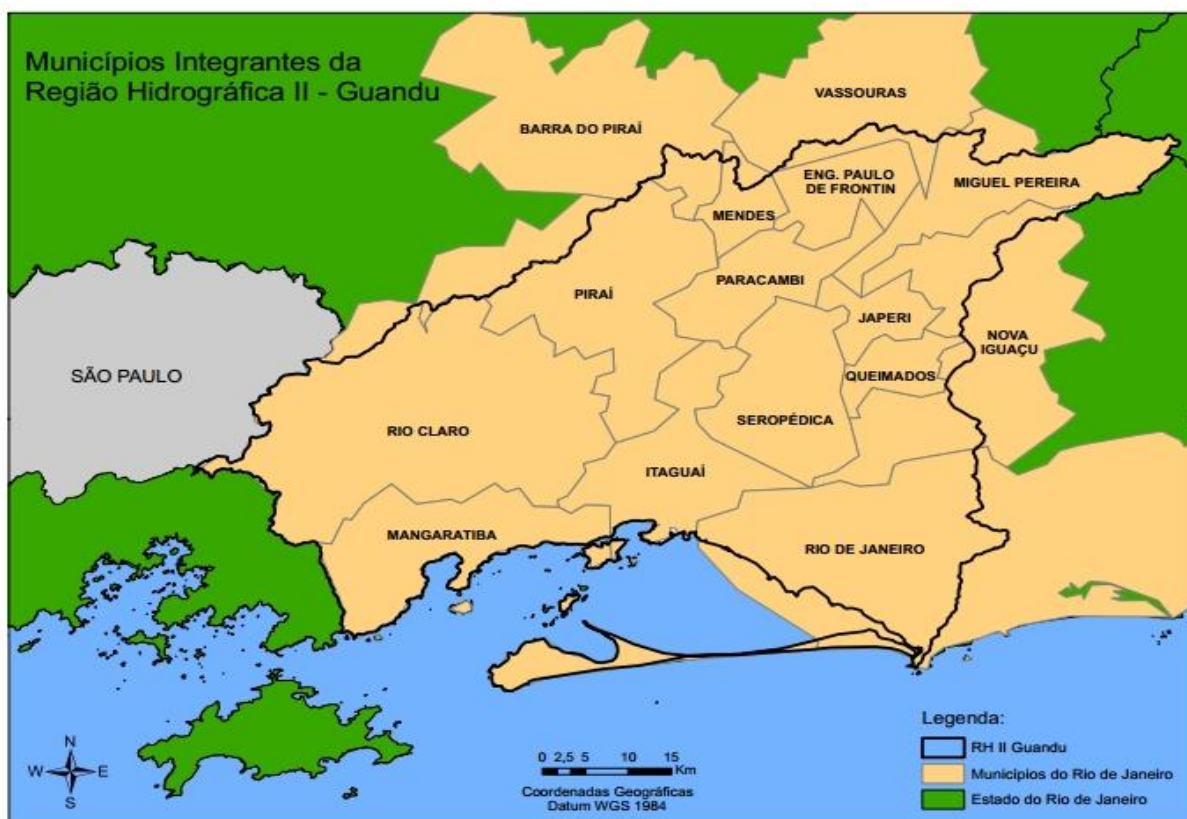 Municípios Integrantes da
Região Hidrográfica II - Guandu
VASSOURAS
BARRA DO PIRAÍ
ENG. PAULO
DE FRONTIN
MIGUEL PEREIRA
MENDES
PARACAMBI
PIRAÍ
JAPERI
NOVA
IGUAÇU
SÃO PAULO
QUEIMADOS
SEROPÉDICA
RIO CLARO
ITAGUAÍ
MANGARATIBA
RIO DE JANEIRO
Legenda:
RH II Guandu
Municípios do Rio de Janeiro
Estado do Rio de Janeiro
N
W E
S
0 2,5 5 10 15
Km
Coordenadas Geográficas
Datum WGS 1984